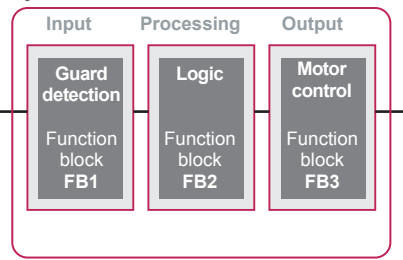 Input Processing Output
Guard
detection
Function
block
FB1
Logic
Function
block
FB2
Motor
control
Function
block
FB3